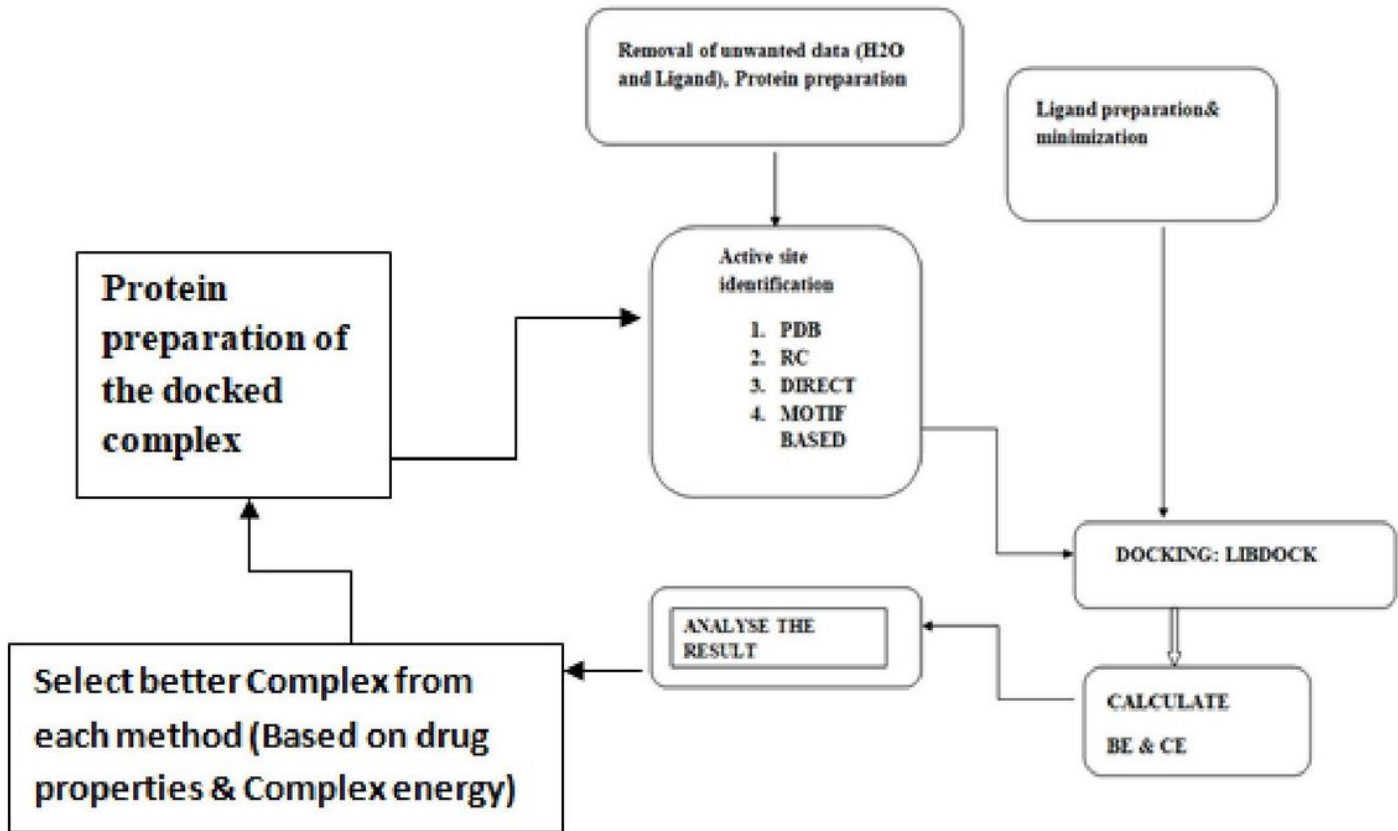 Removal of unwanted data (H2O
and Ligand), Protein preparation
Ligand preparation&
minimization
Active site
identification
1. PDB
2. RC
3. DIRECT
4. MOTIF
BASED
Protein
preparation of
the docked
complex
DOCKING: LIBDOCK
ANALYSE THE
RESULT
CALCULATE
BE & CE
Select better Complex from
each method (Based on drug
properties & Complex energy)